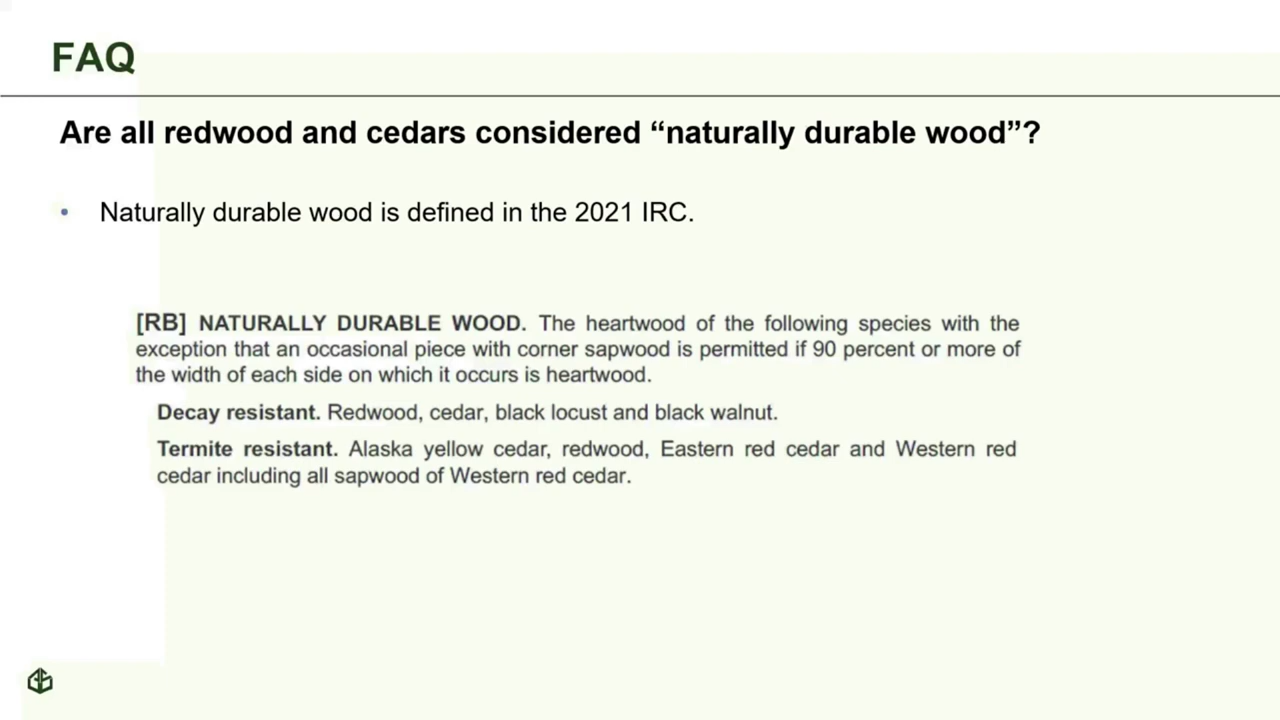 FAQ
Are all redwood and cedars considered “naturally durable wood”?
• Naturally durable wood is defined in the 2021 IRC.
[RB] NATURALLY DURABLE WOOD. The heartwood of the following species with the
exception that an occasional piece with corner sapwood is permitted if 90 percent or more of
the width of each side on which it occurs is heartwood.
Decay resistant. Redwood, cedar, black locust and black walnut.
Termite resistant. Alaska yellow cedar, redwood, Eastern red cedar and Western red
cedar including all sapwood of Western red cedar.